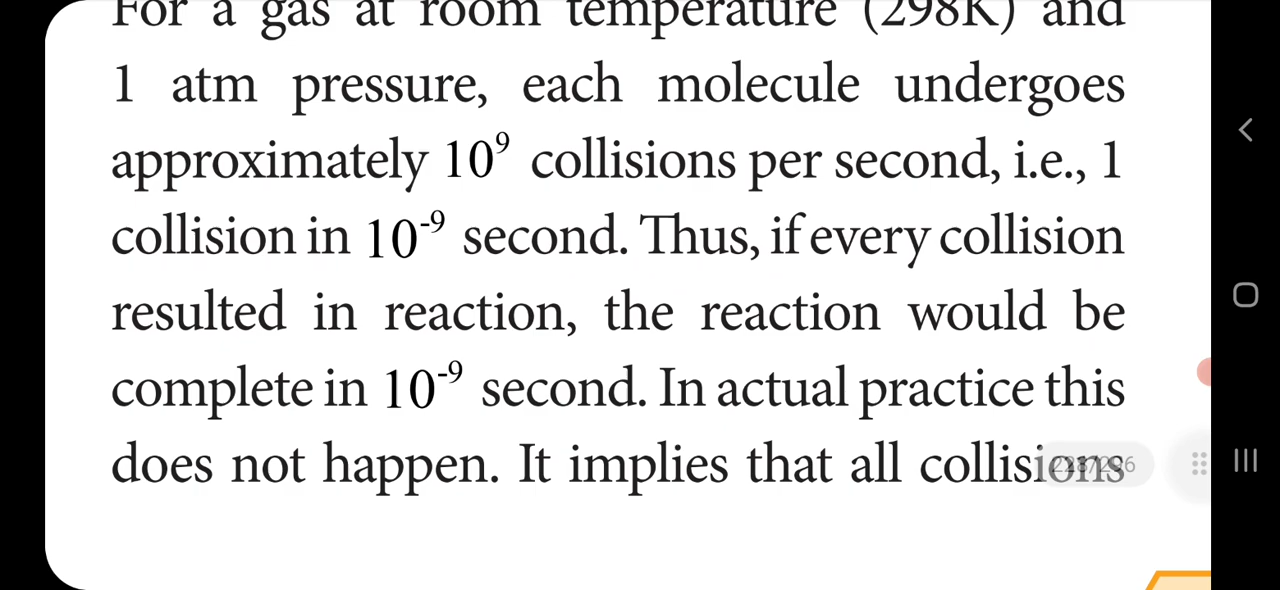 For a gas at room temperature (298K) and
1 atm pressure, each molecule undergoes
approximately 10⁹ collisions per second, i.e., 1
collision in 10⁻⁹ second. Thus, if every collision
resulted in reaction, the reaction would be
complete in 10⁻⁹ second. In actual practice this
does not happen. It implies that all collisions